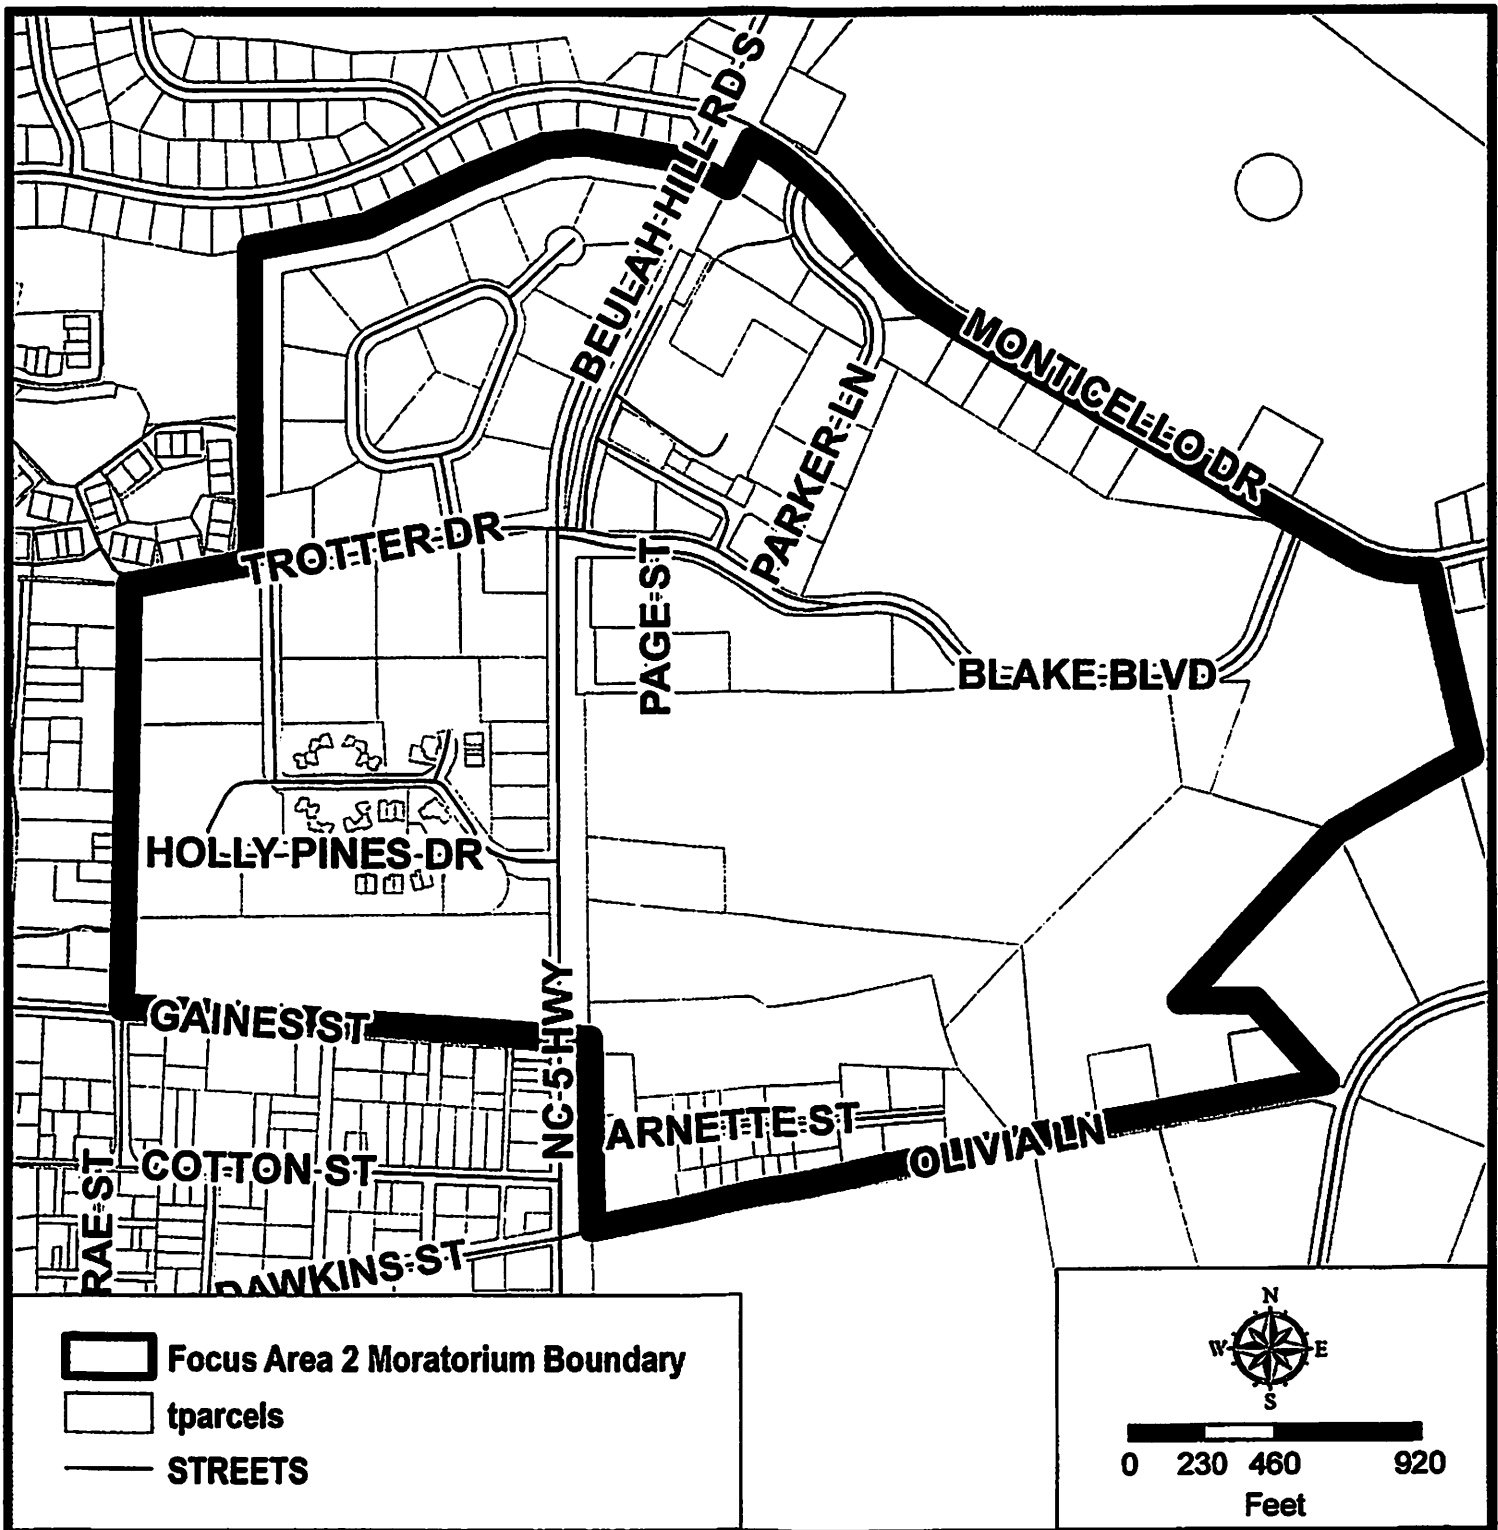 BEULAH HILL RD S
MONTICELLO DR
PARKER LN
TROTTER DR
PAGE ST
BLAKE BLVD
HOLLY PINES DR
GAINES ST
NC 5 HWY
ARNETTE ST
OLIVIA LN
COTTON ST
RAE ST
DAWKINS ST
Focus Area 2 Moratorium Boundary
tparcels
STREETS
N
W E
S
0 230 460 920
Feet